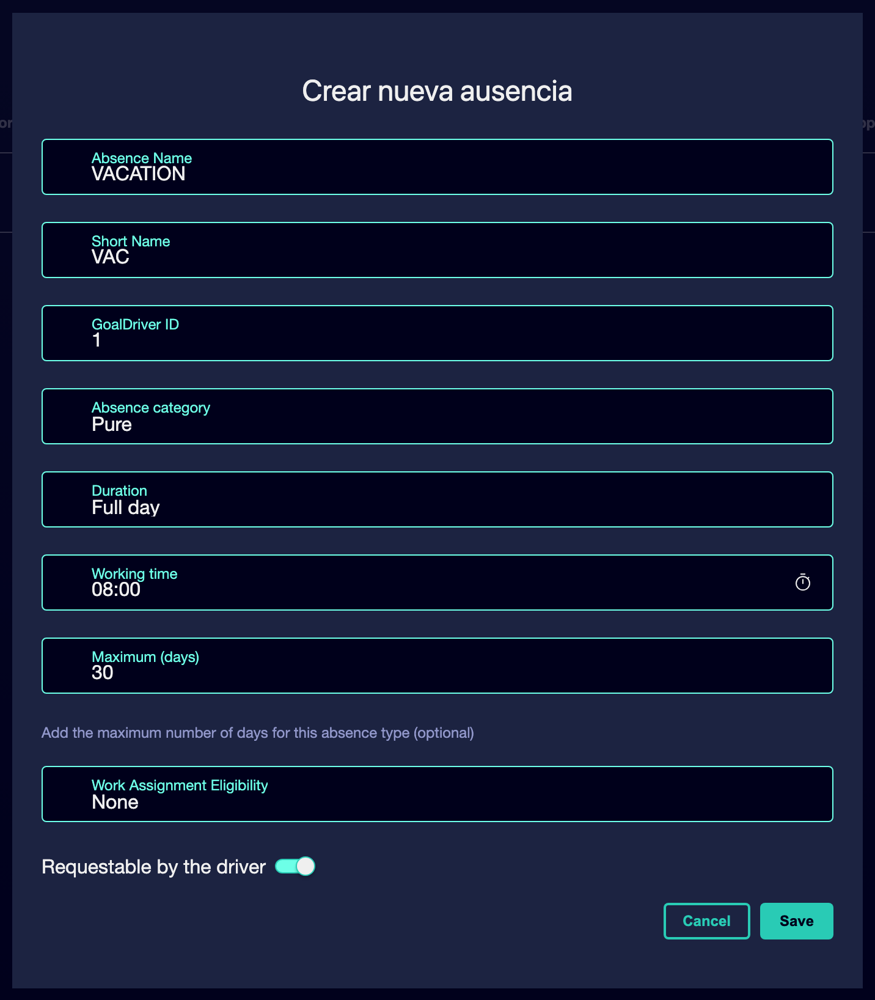 Crear nueva ausencia
Absence Name
VACATION
Short Name
VAC
GoalDriver ID
1
Absence category
Pure
Duration
Full day
Working time
08:00
Maximum (days)
30
Add the maximum number of days for this absence type (optional)
Work Assignment Eligibility
None
Requestable by the driver
Cancel
Save